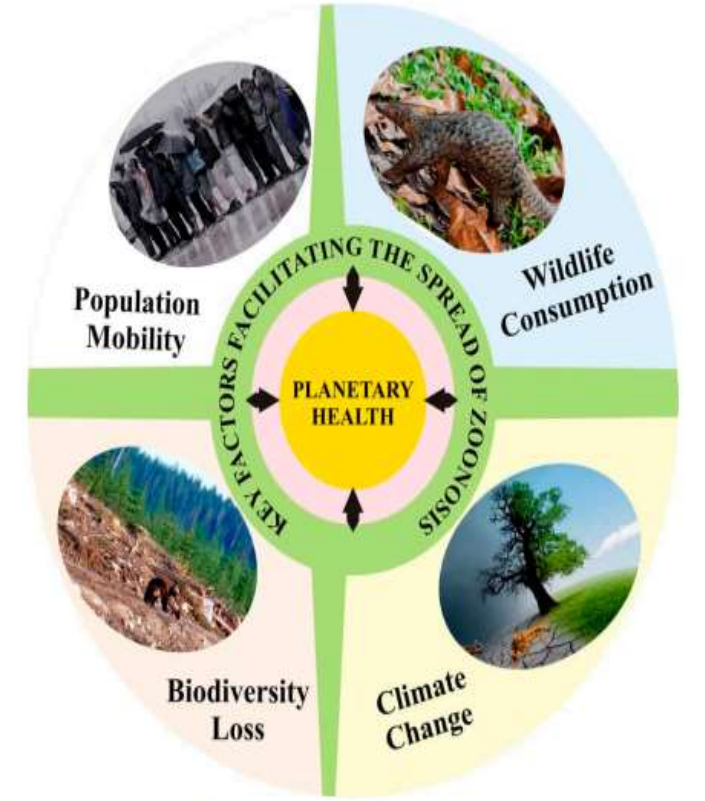 Population
Mobility
Wildlife
Consumption
KEY FACTORS FACILITATING THE SPREAD OF ZOONOSIS
PLANETARY
HEALTH
Biodiversity
Loss
Climate
Change